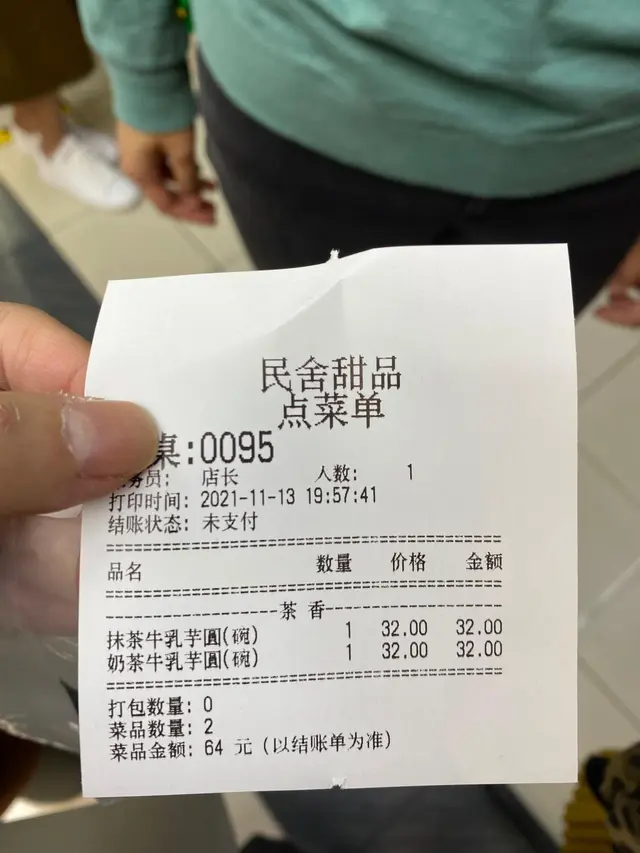 民舍甜品
点菜单
桌:0095
务员: 店长 人数: 1
打印时间: 2021-11-13 19:57:41
结账状态: 未支付
品名 数量 价格 金额
茶 香
抹茶牛乳芋圆(碗) 1 32.00 32.00
奶茶牛乳芋圆(碗) 1 32.00 32.00
打包数量: 0
菜品数量: 2
菜品金额: 64 元 (以结账单为准)